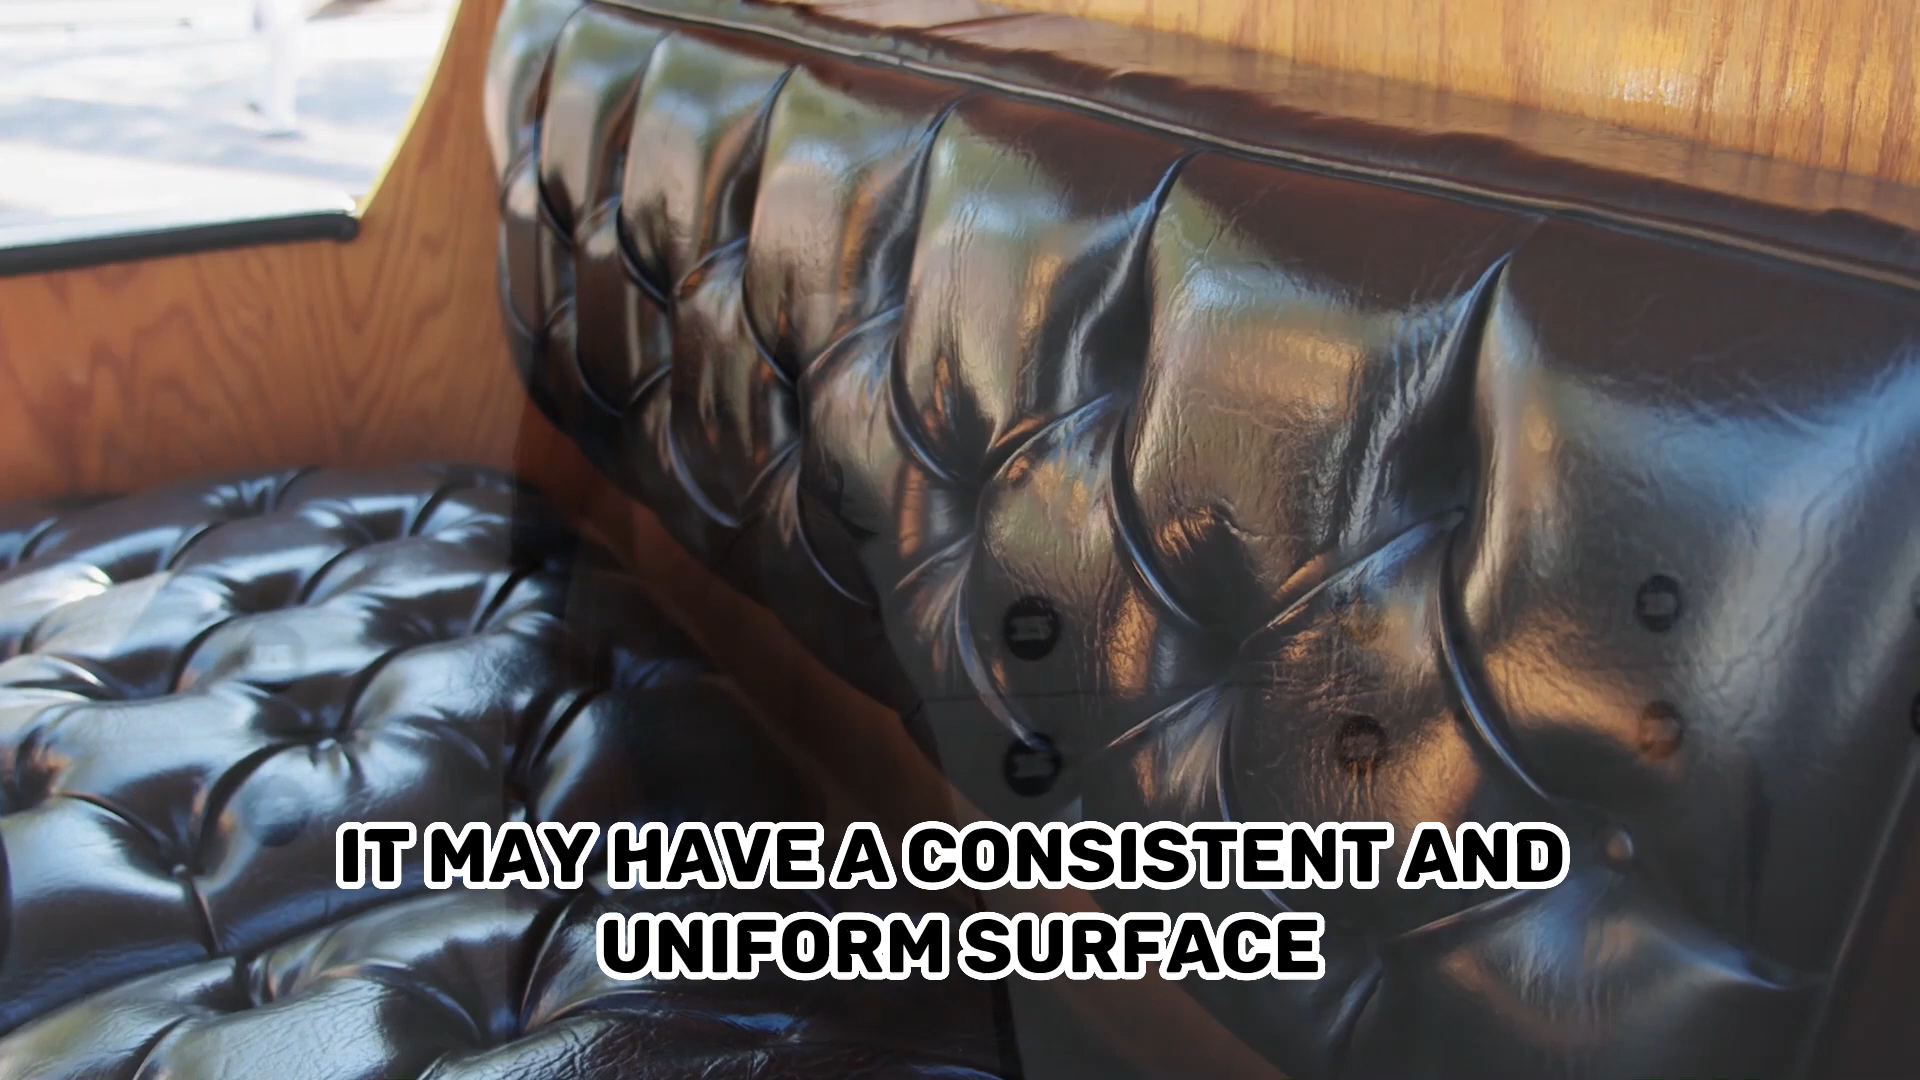 IT MAY HAVE A CONSISTENT AND
UNIFORM SURFACE